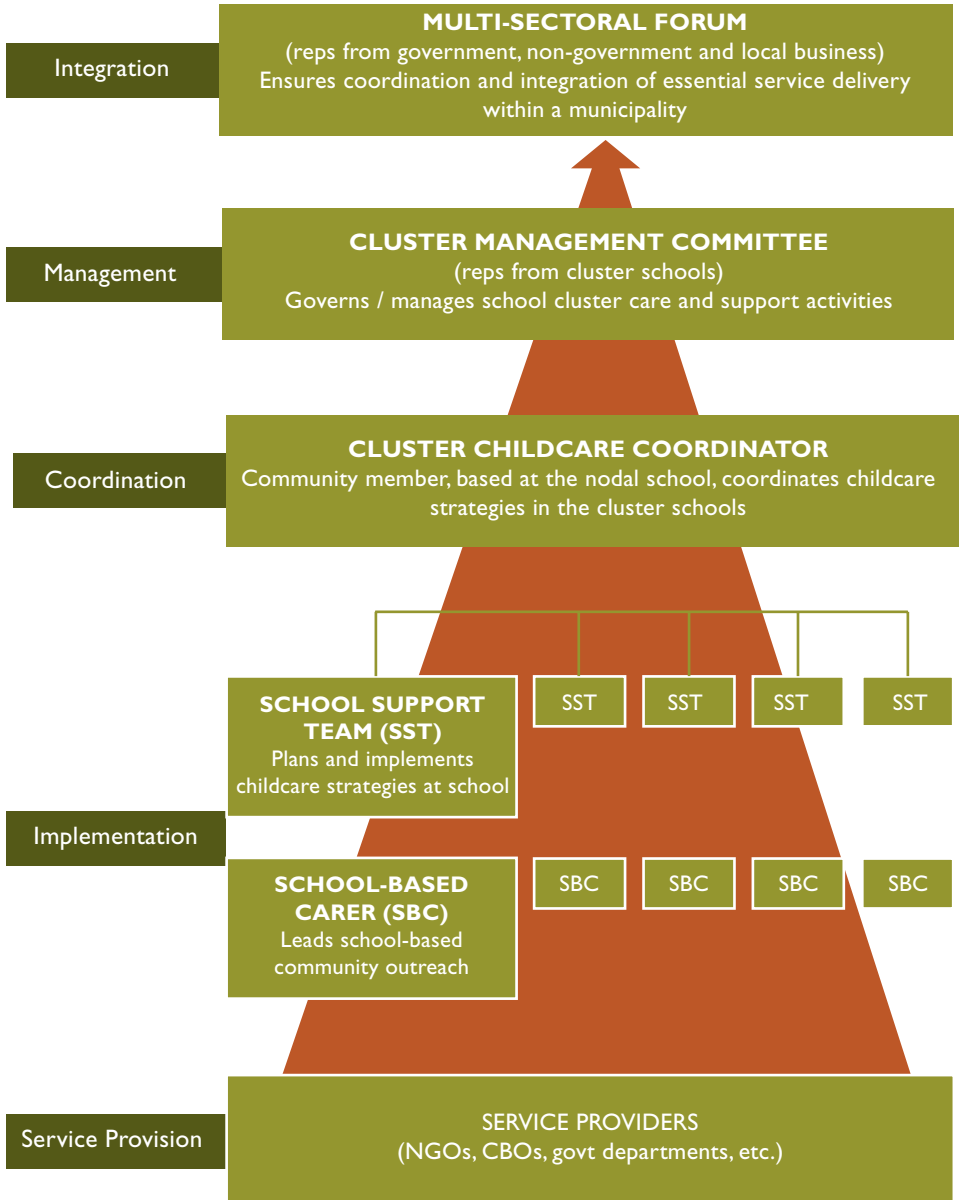 Integration
MULTI-SECTORAL FORUM
(reps from government, non-government and local business)
Ensures coordination and integration of essential service delivery
within a municipality
Management
CLUSTER MANAGEMENT COMMITTEE
(reps from cluster schools)
Governs / manages school cluster care and support activities
Coordination
CLUSTER CHILDCARE COORDINATOR
Community member, based at the nodal school, coordinates childcare
strategies in the cluster schools
Implementation
SCHOOL SUPPORT
TEAM (SST)
Plans and implements
childcare strategies at school
SST
SST
SST
SST
SCHOOL-BASED
CARER (SBC)
Leads school-based
community outreach
SBC
SBC
SBC
SBC
Service Provision
SERVICE PROVIDERS
(NGOs, CBOs, govt departments, etc.)